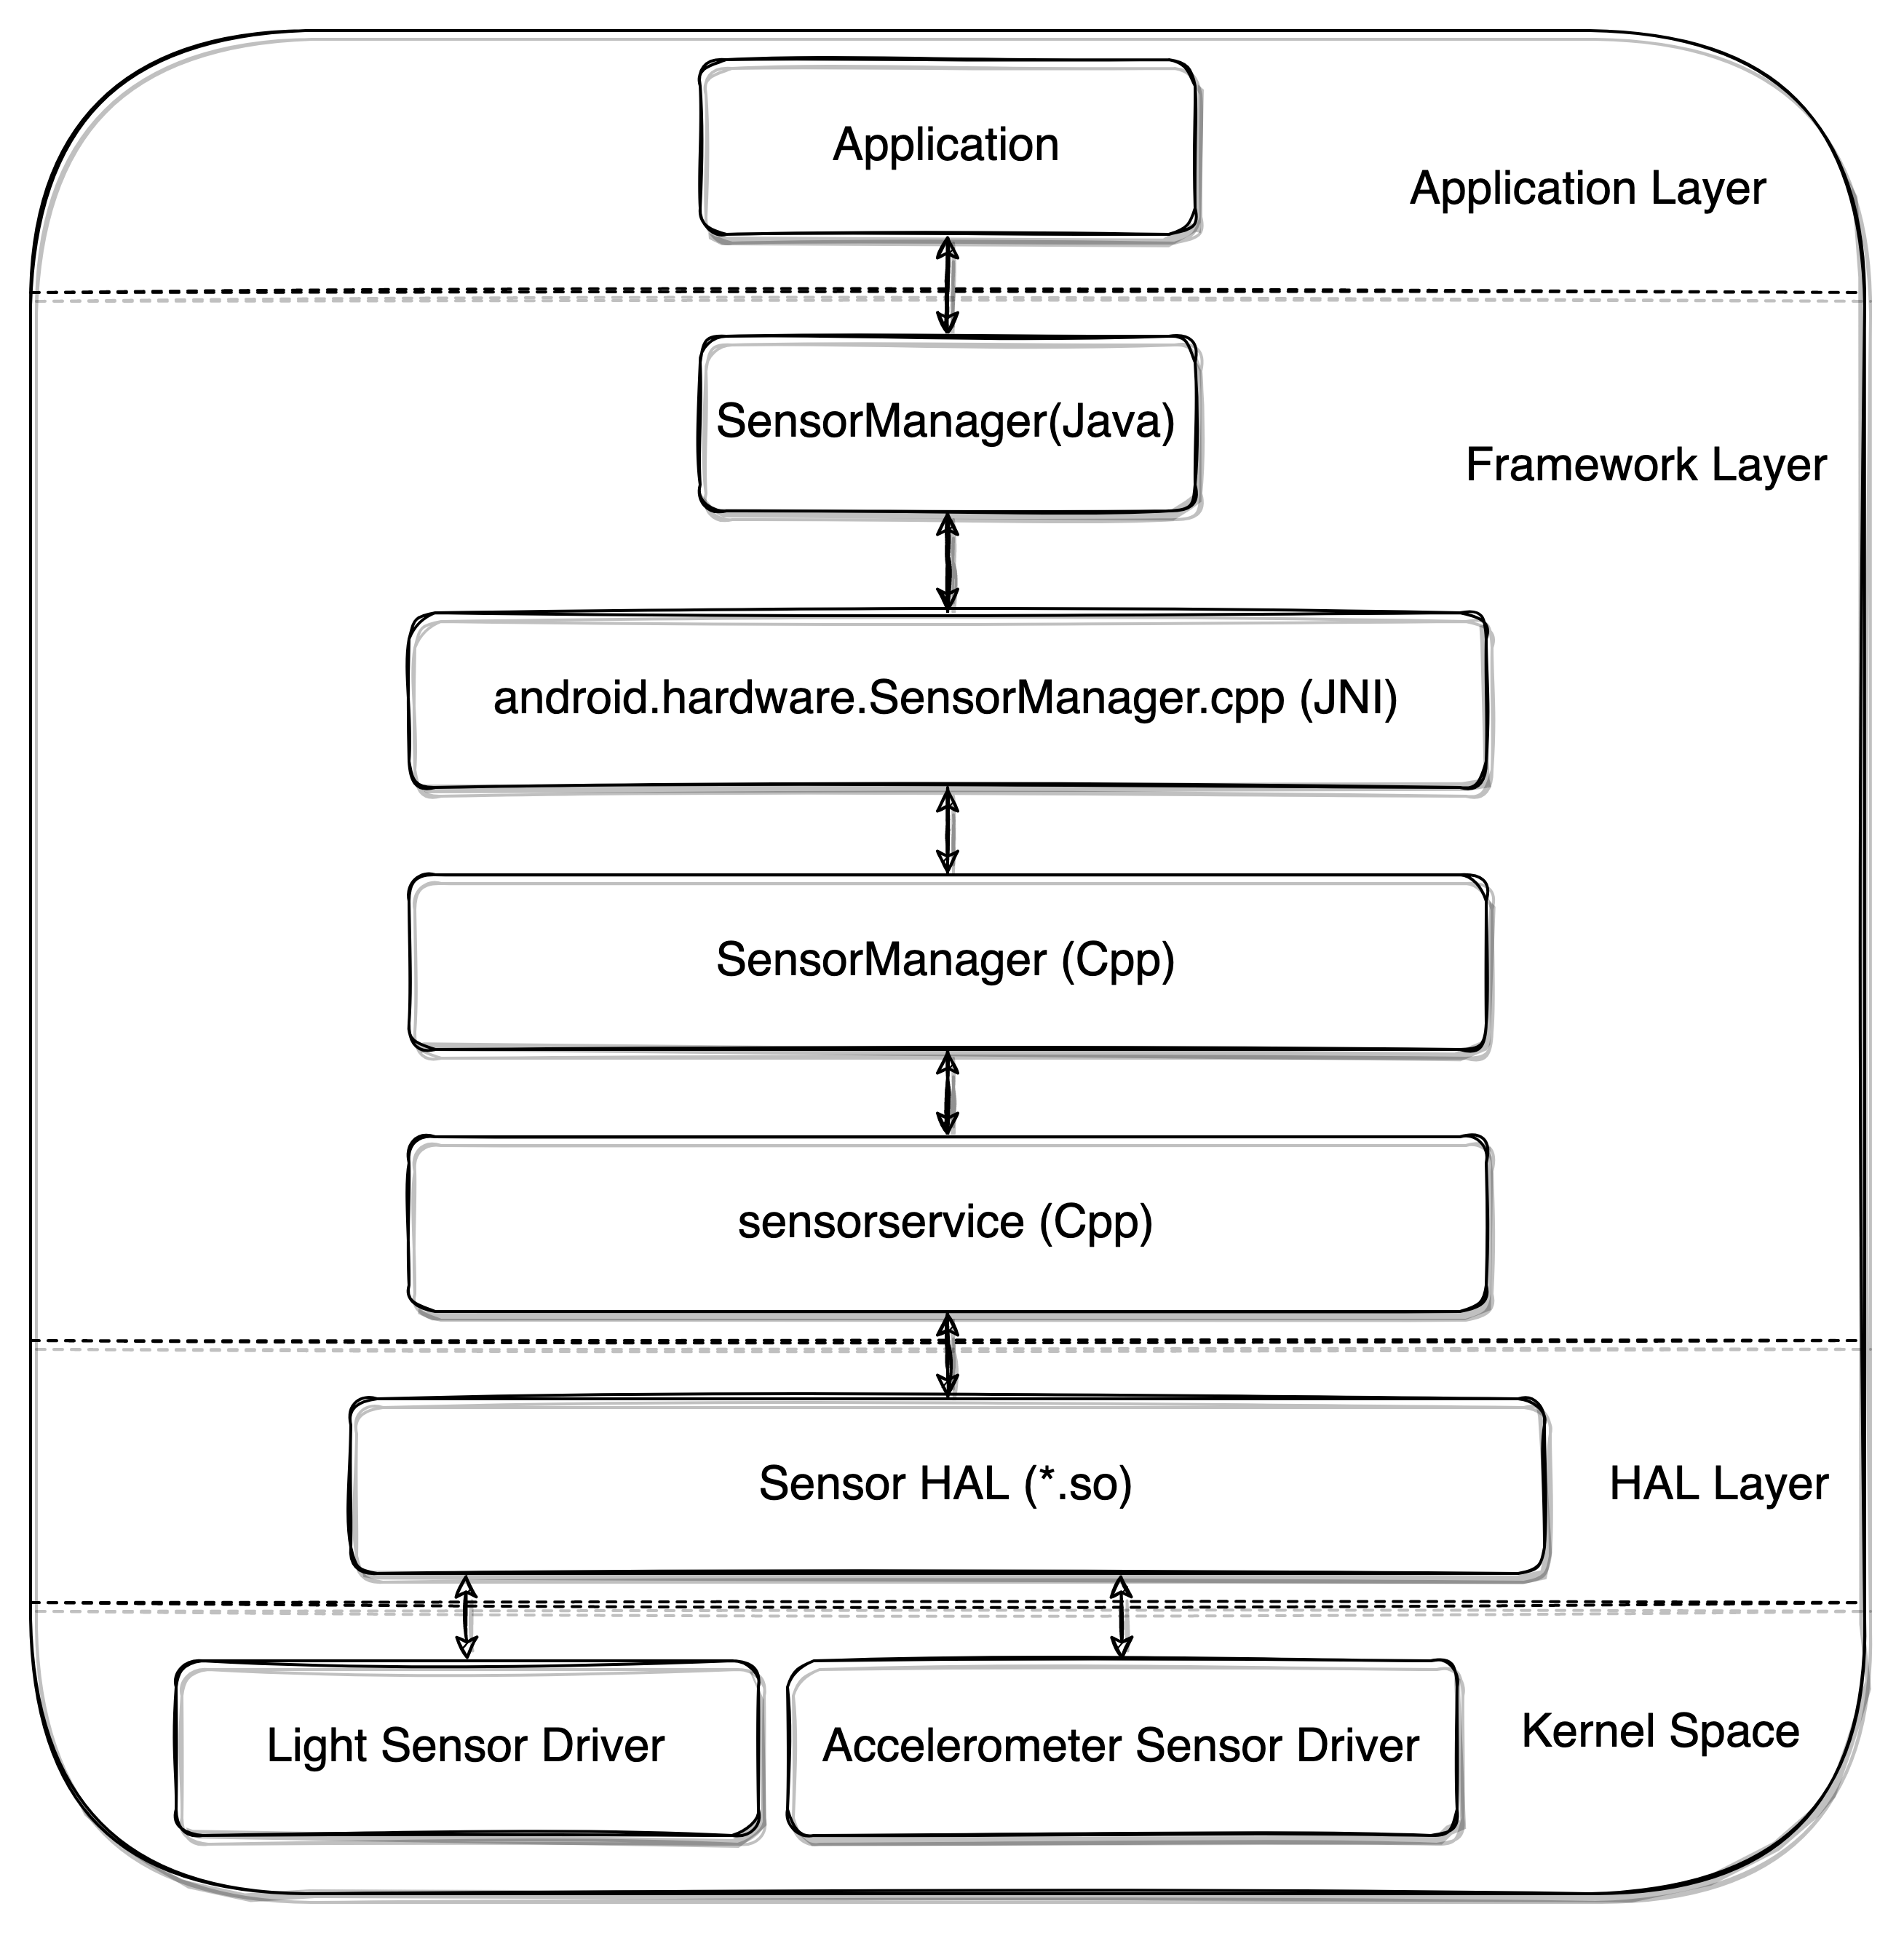 Application
Application Layer
SensorManager(Java)
Framework Layer
android.hardware.SensorManager.cpp (JNI)
SensorManager (Cpp)
sensorservice (Cpp)
Sensor HAL (*.so)
HAL Layer
Light Sensor Driver
Accelerometer Sensor Driver
Kernel Space